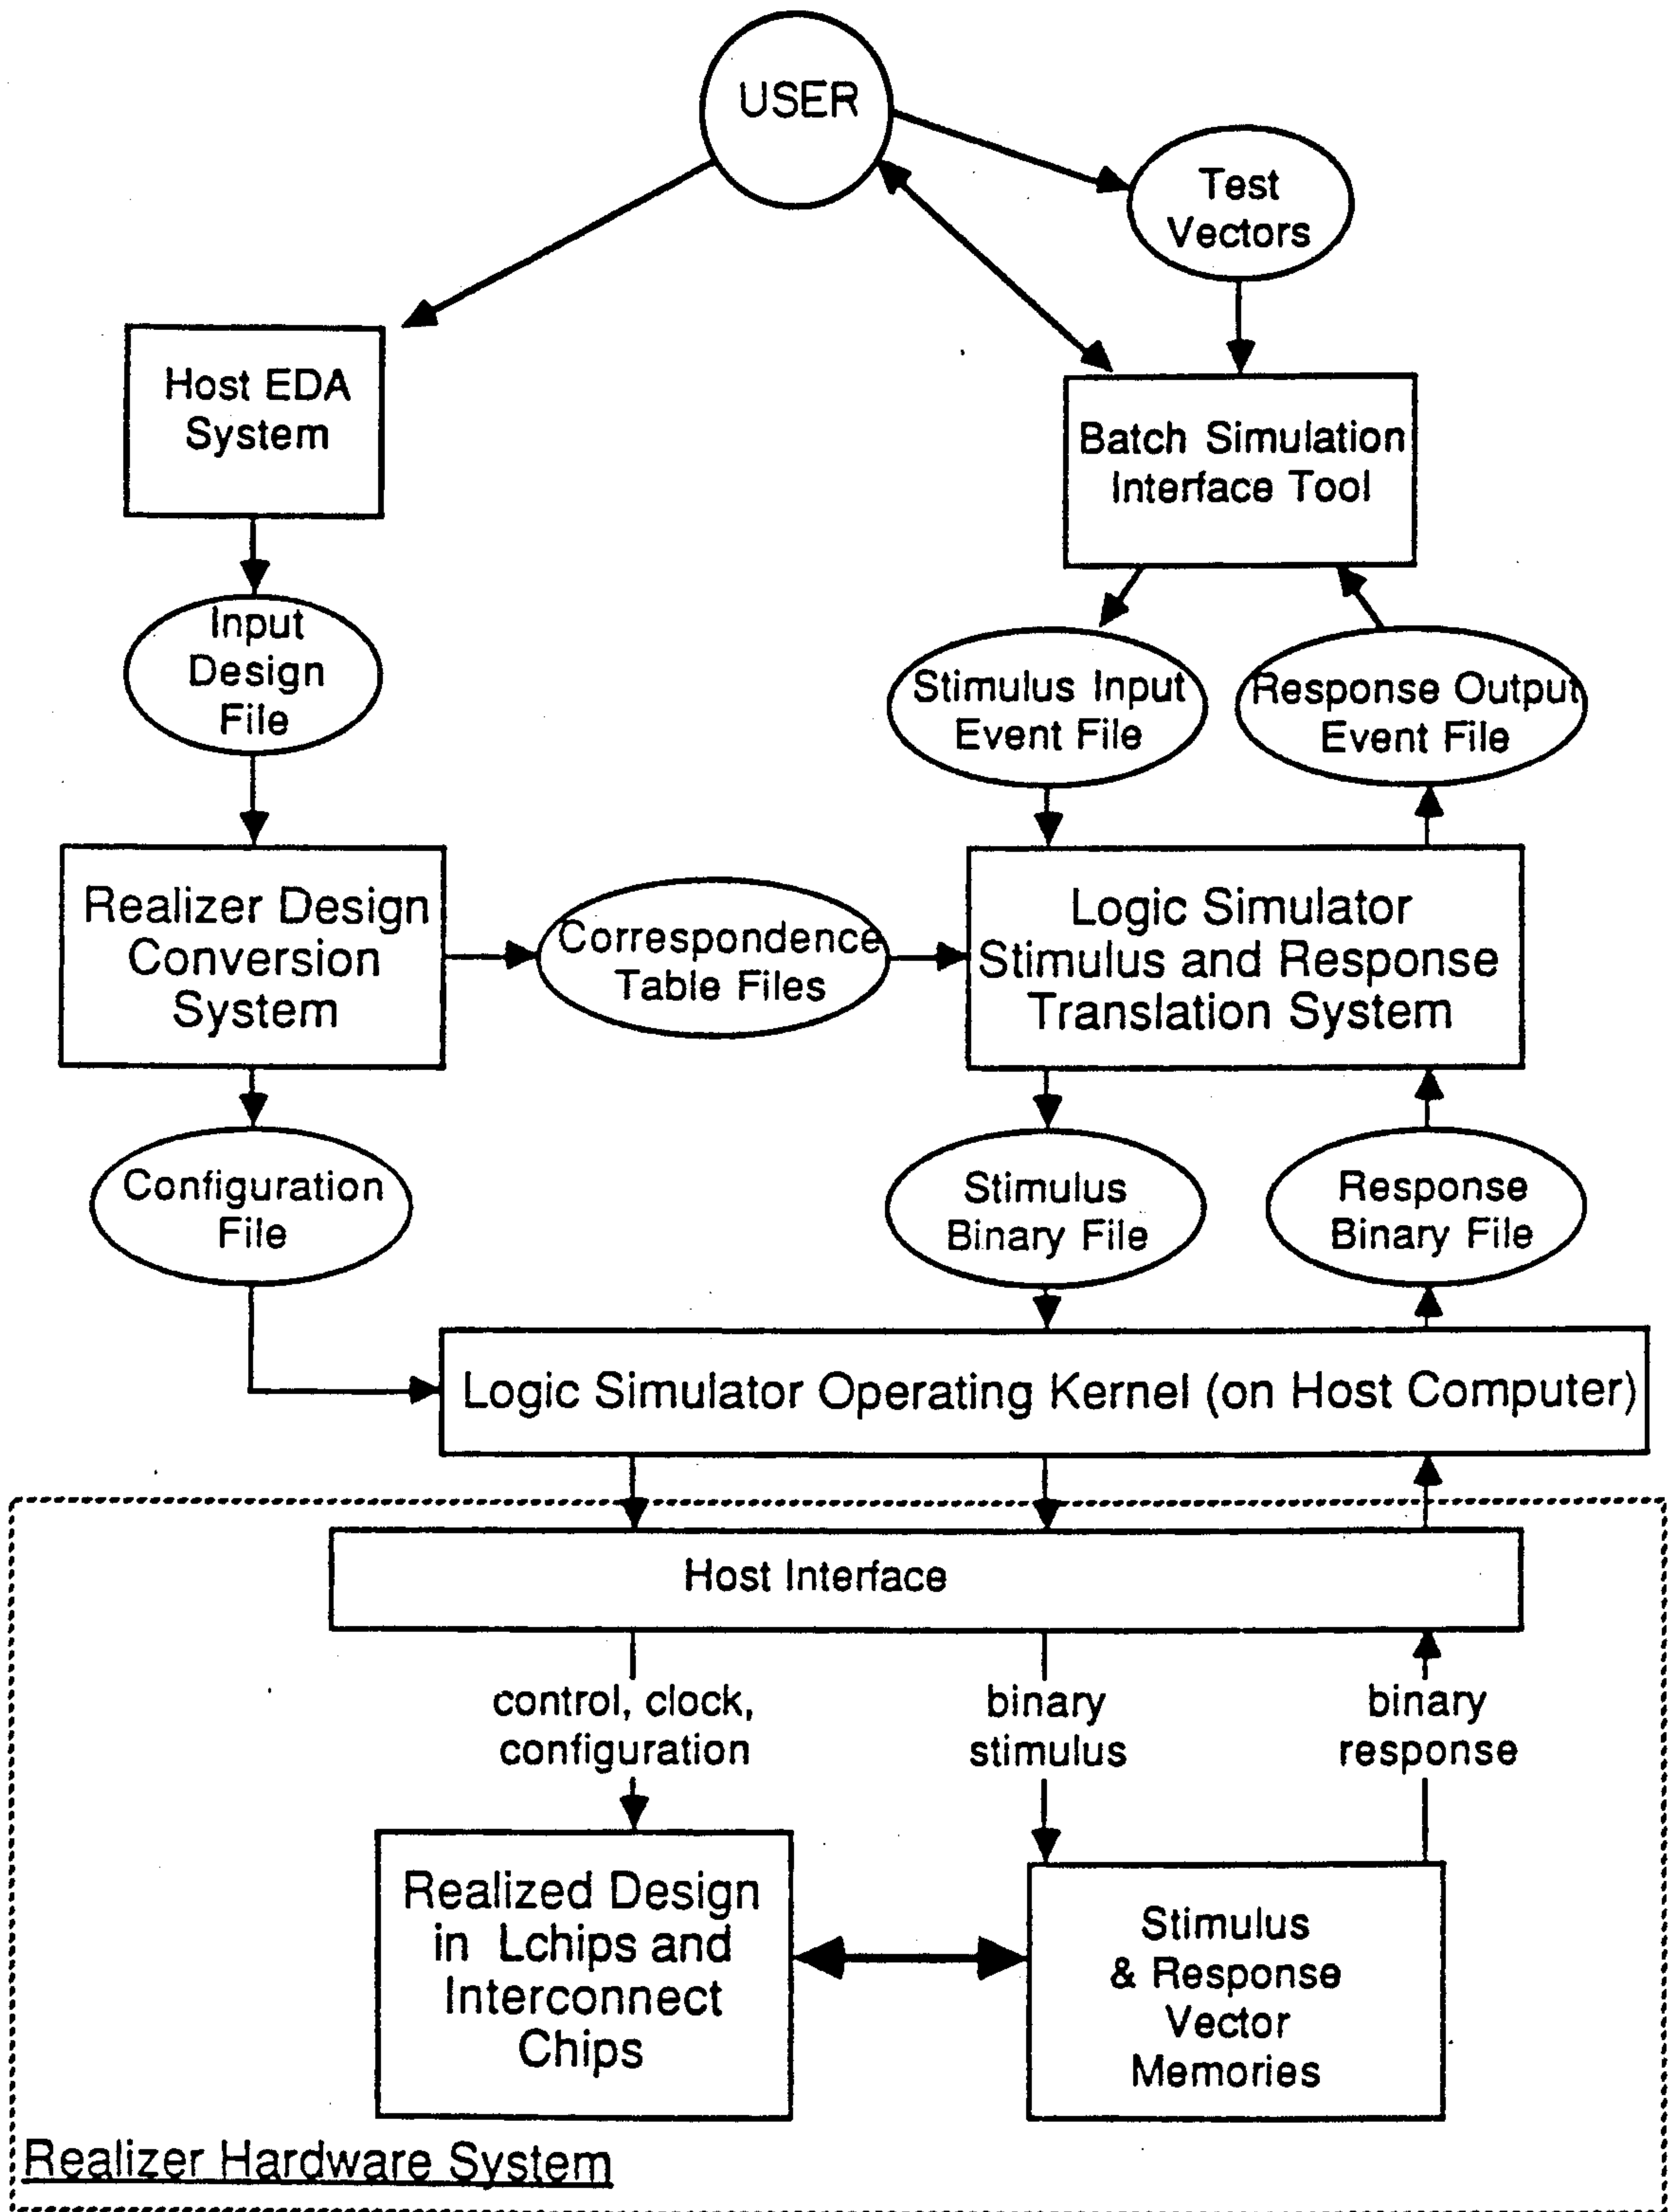 USER
Test
Vectors
Host EDA
System
Batch Simulation
Interface Tool
Input
Design
File
Stimulus Input
Event File
Response Output
Event File
Realizer Design
Conversion
System
Correspondence
Table Files
Logic Simulator
Stimulus and Response
Translation System
Configuration
File
Stimulus
Binary File
Response
Binary File
Logic Simulator Operating Kernel (on Host Computer)
Host Interface
control, clock,
configuration
binary
stimulus
binary
response
Realized Design
in Lchips and
Interconnect
Chips
Stimulus
& Response
Vector
Memories
Realizer Hardware System